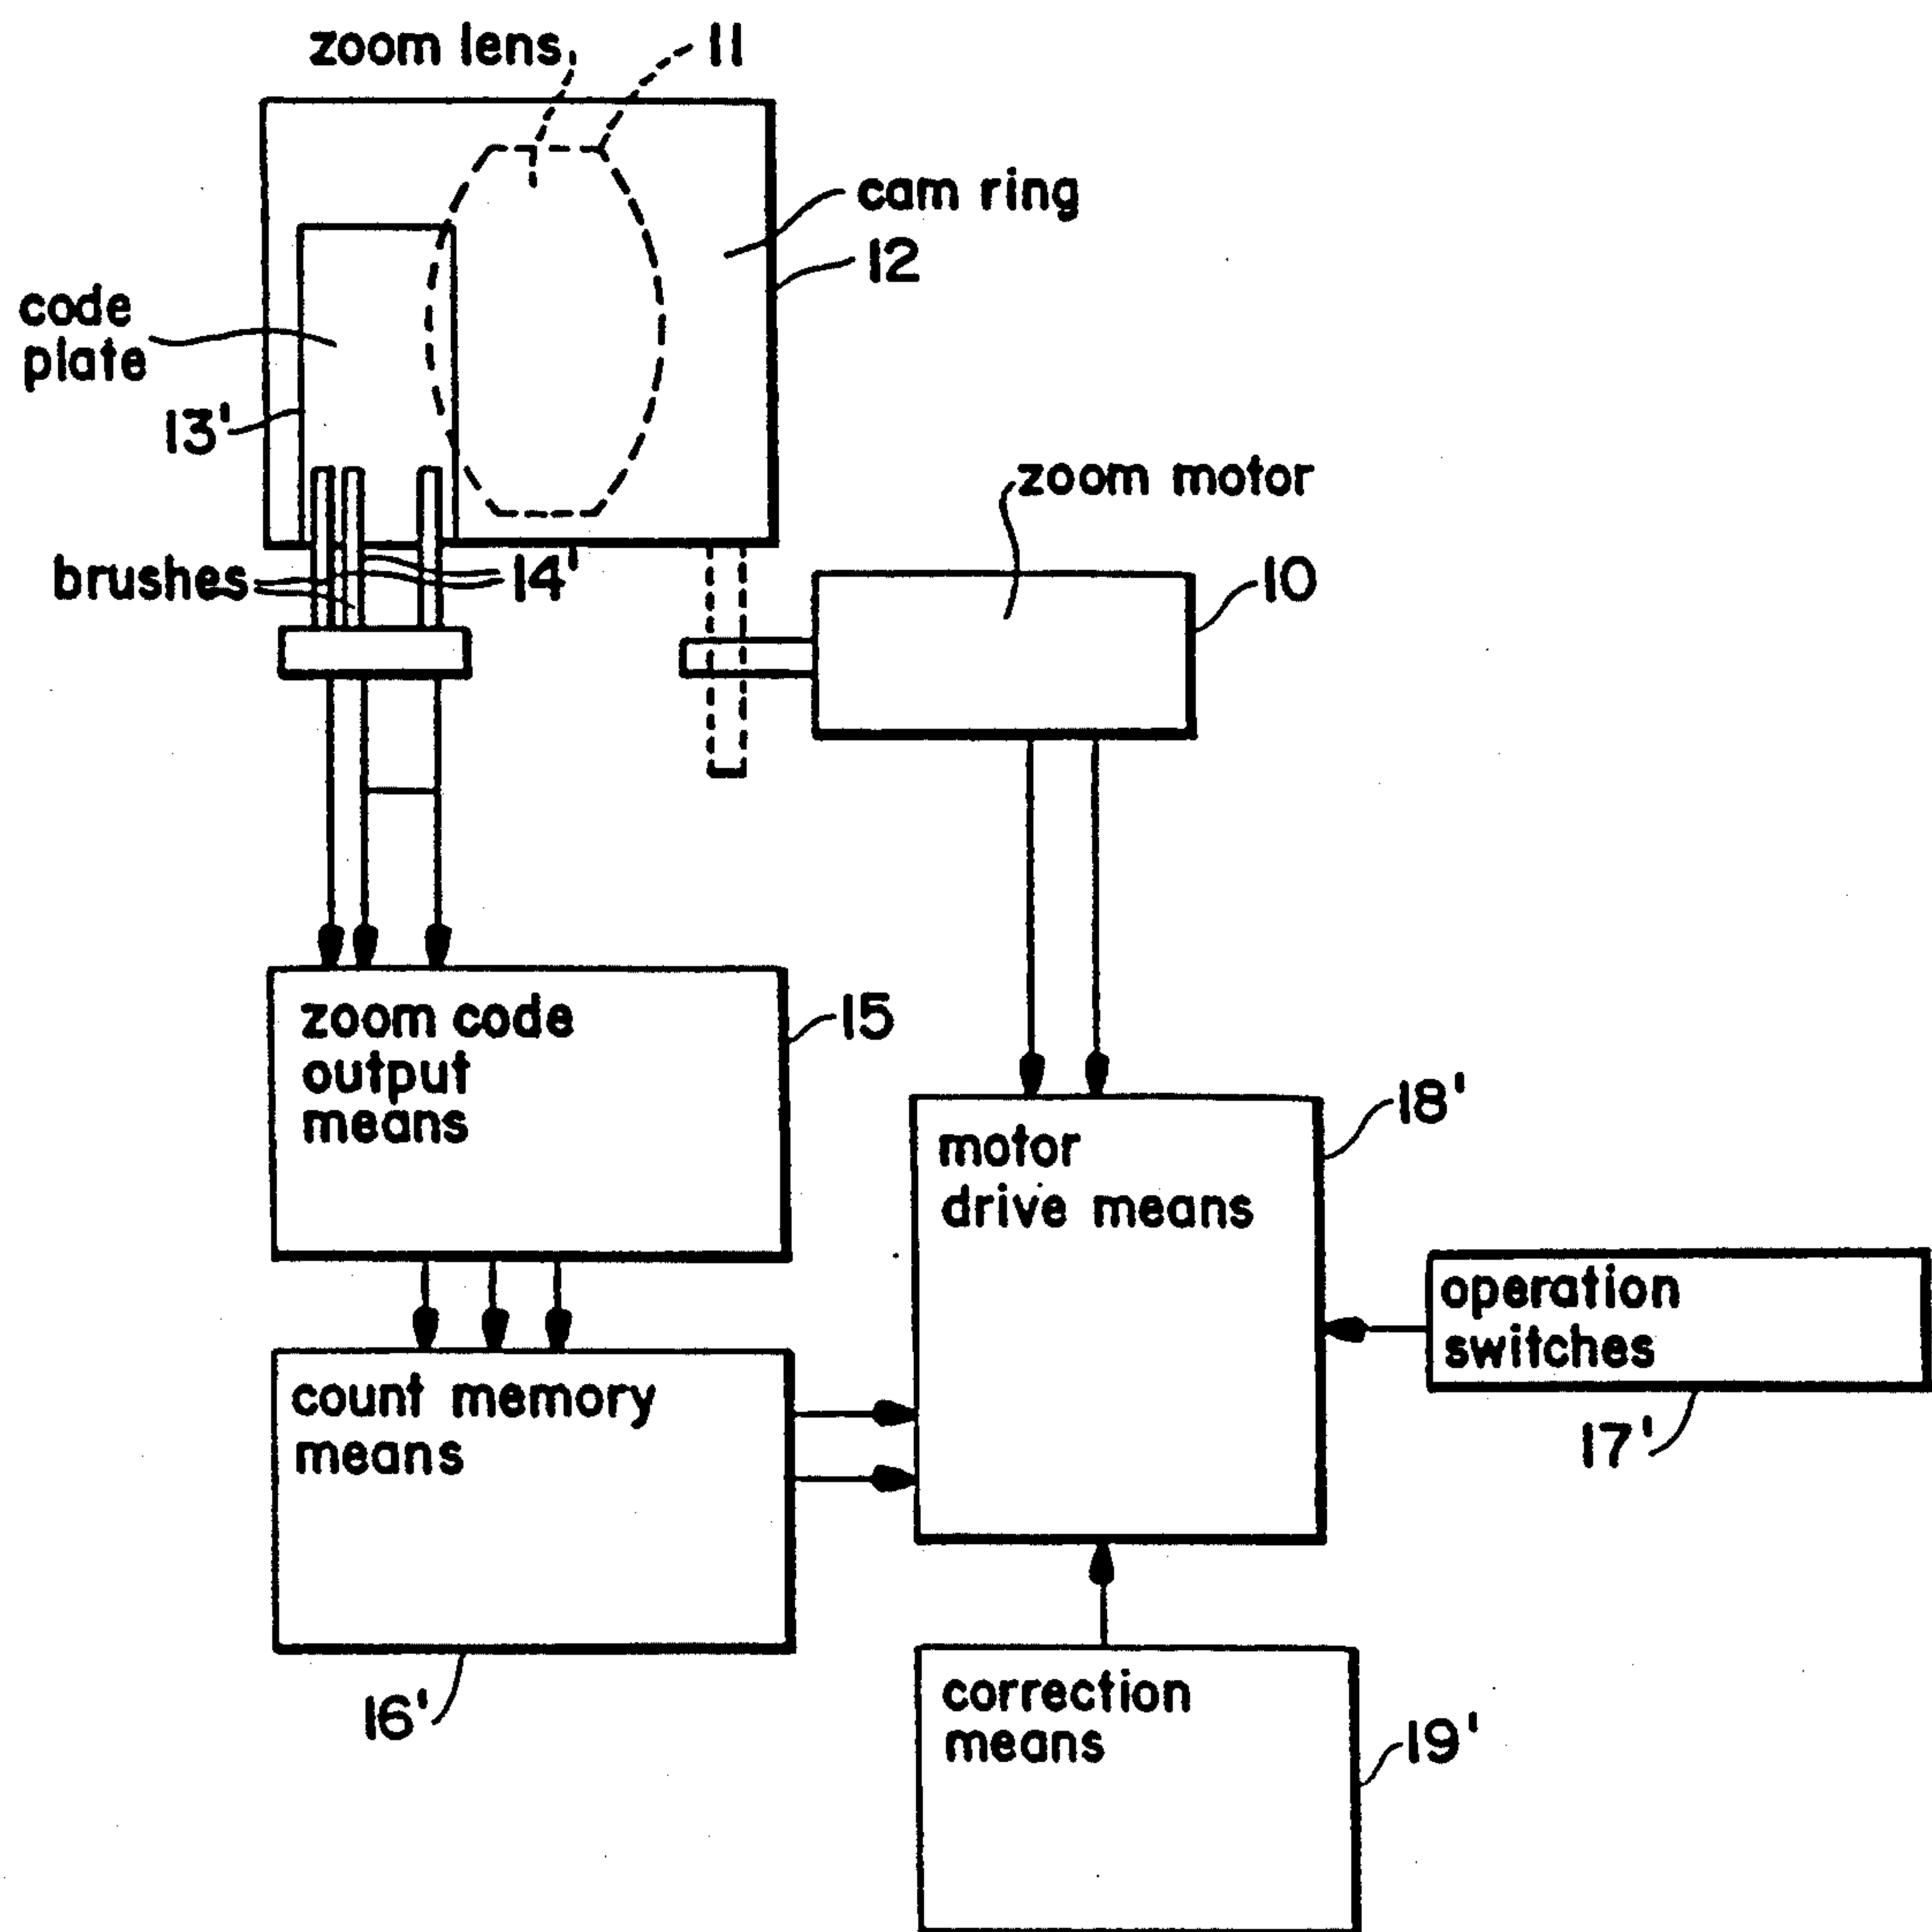 zoom lens
11
cam ring
12
code
plate
13'
zoom motor
brushes
14'
10
zoom code
output
means
15
18'
motor
drive means
operation
switches
17'
count memory
means
16'
correction
means
19'